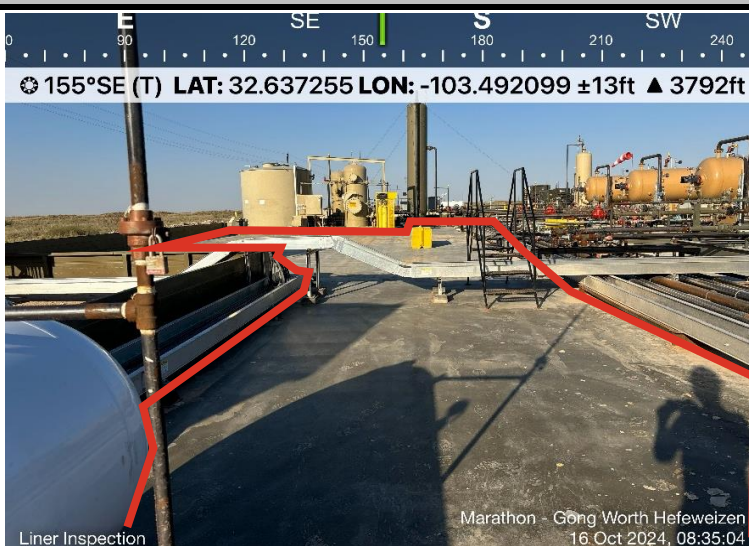 E SE S SW
0 90 120 150 180 210 240
155°SE (T) LAT: 32.637255 LON: -103.492099 ±13ft ▲ 3792ft
Liner Inspection
Marathon - Gong Worth Hefeweizen
16 Oct 2024, 08:35:04